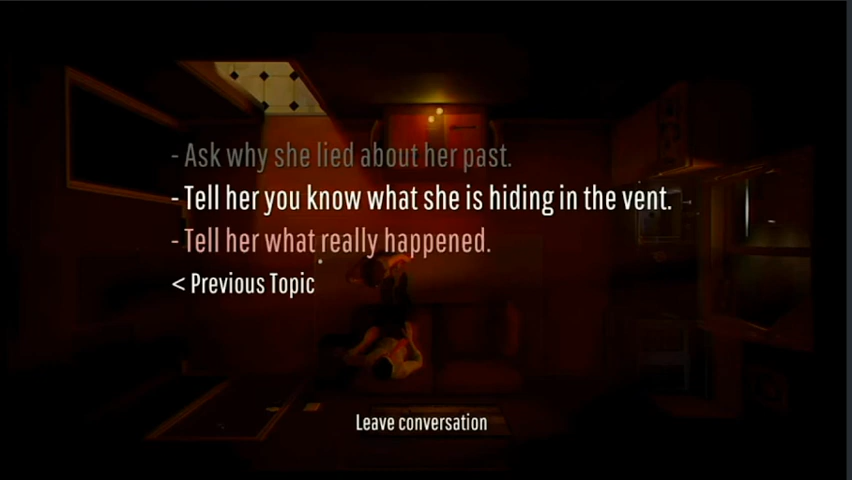 - Ask why she lied about her past.
- Tell her you know what she is hiding in the vent.
- Tell her what really happened.
< Previous Topic
Leave conversation